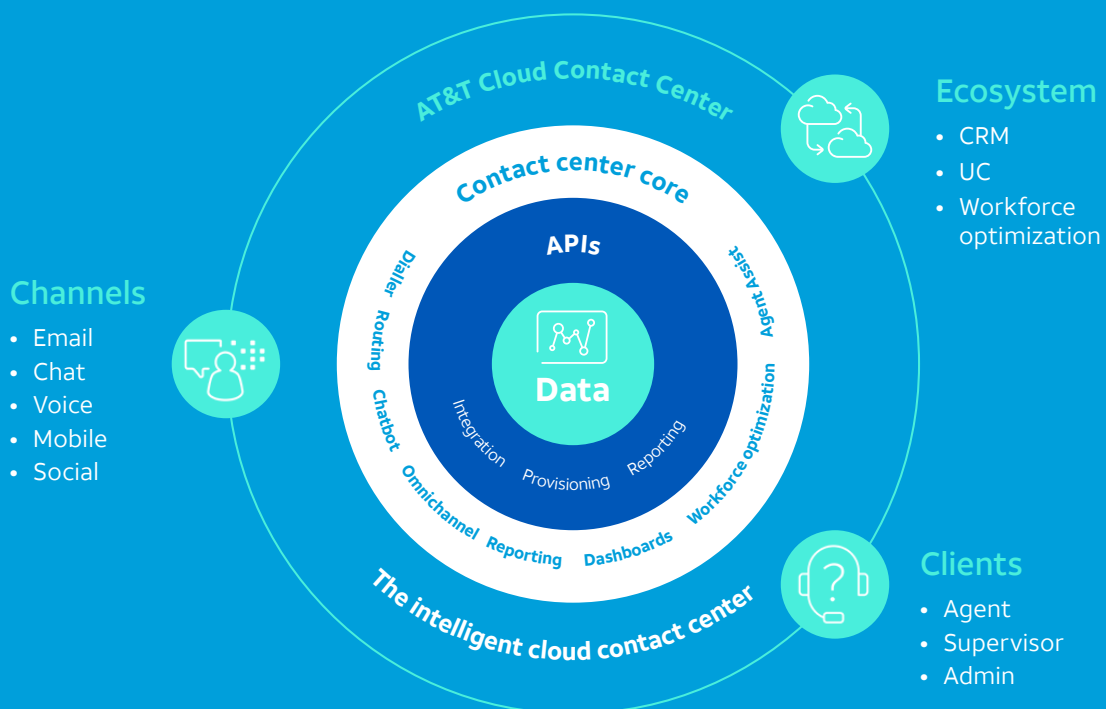 AT&T Cloud Contact Center
Contact center core
APIs
Data
Integration
Provisioning
Reporting
Dialler
Routing
Chatbot
Omnichannel
Reporting
Dashboards
Workforce optimization
Agent Assist
The intelligent cloud contact center
Channels
• Email
• Chat
• Voice
• Mobile
• Social
Ecosystem
• CRM
• UC
• Workforce
optimization
?
Clients
• Agent
• Supervisor
• Admin